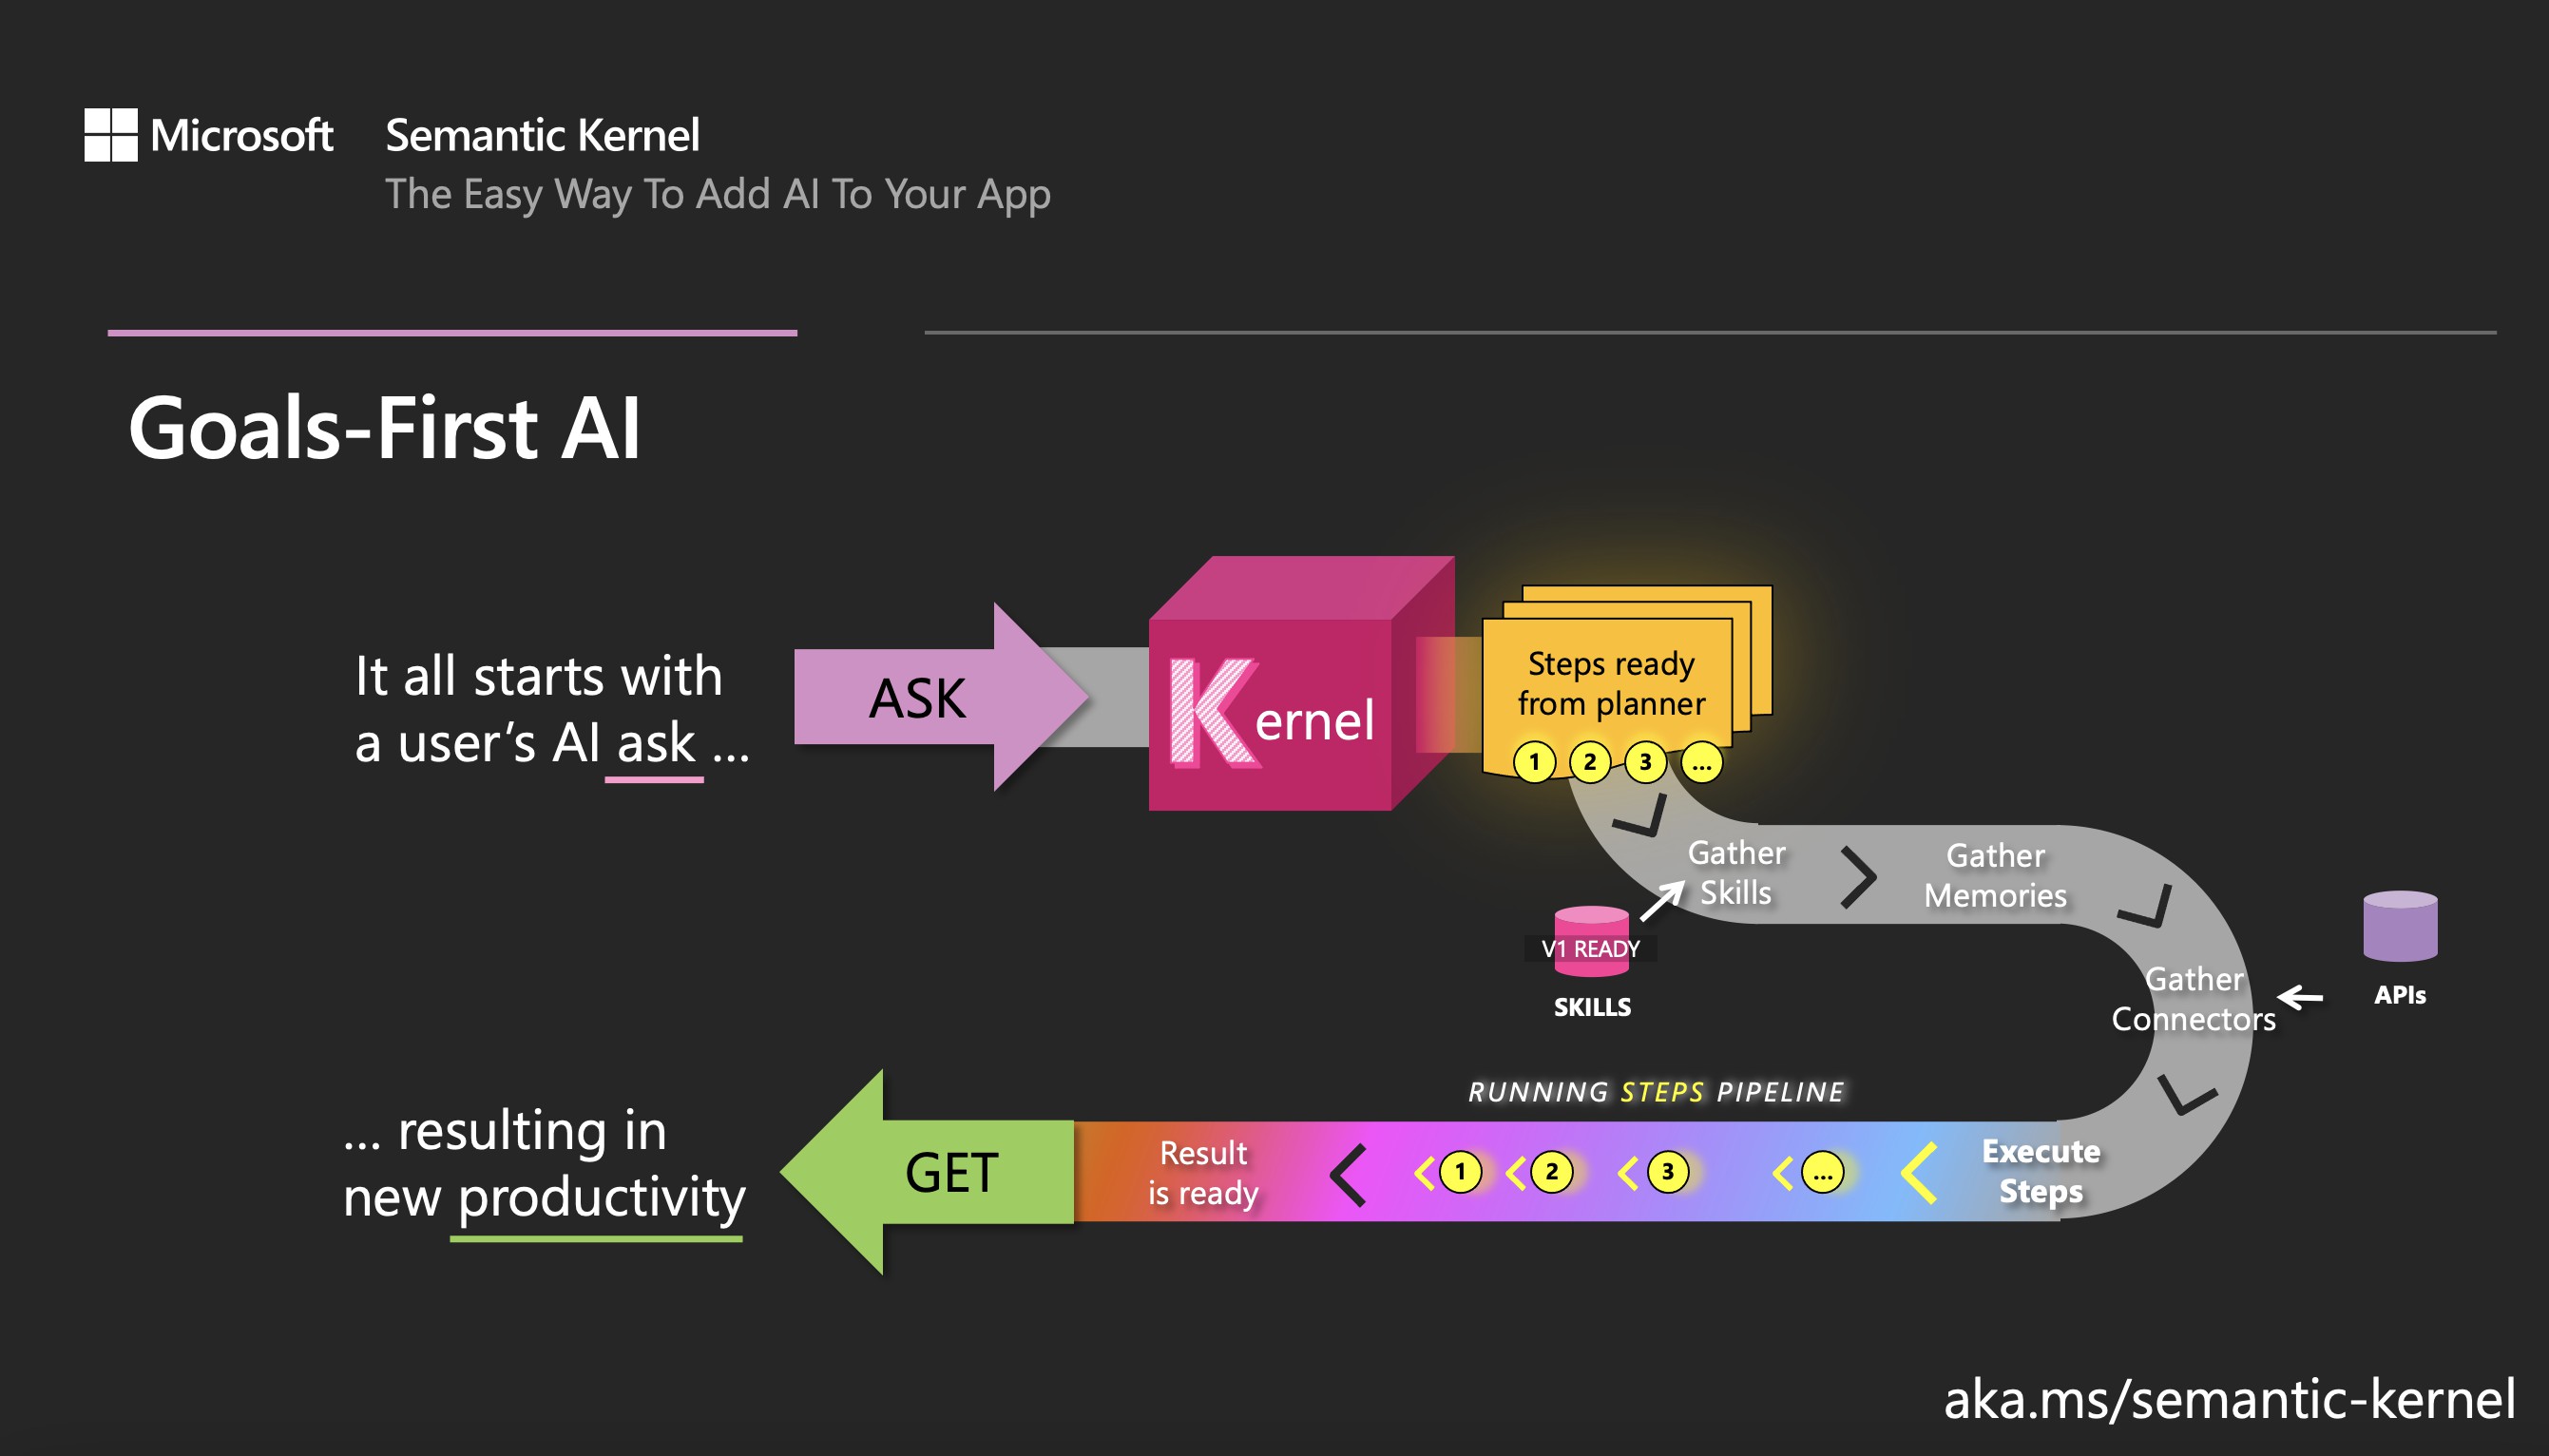 Microsoft
Semantic Kernel
The Easy Way To Add AI To Your App
Goals-First AI
It all starts with
a user’s AI ask ...
ASK
Kernel
Steps ready
from planner
1 2 3 ...
Gather
Skills
Gather
Memories
V1 READY
SKILLS
Gather
Connectors
APIs
RUNNING STEPS PIPELINE
... resulting in
new productivity
GET
Result
is ready
1 2 3 ...
Execute
Steps
aka.ms/semantic-kernel